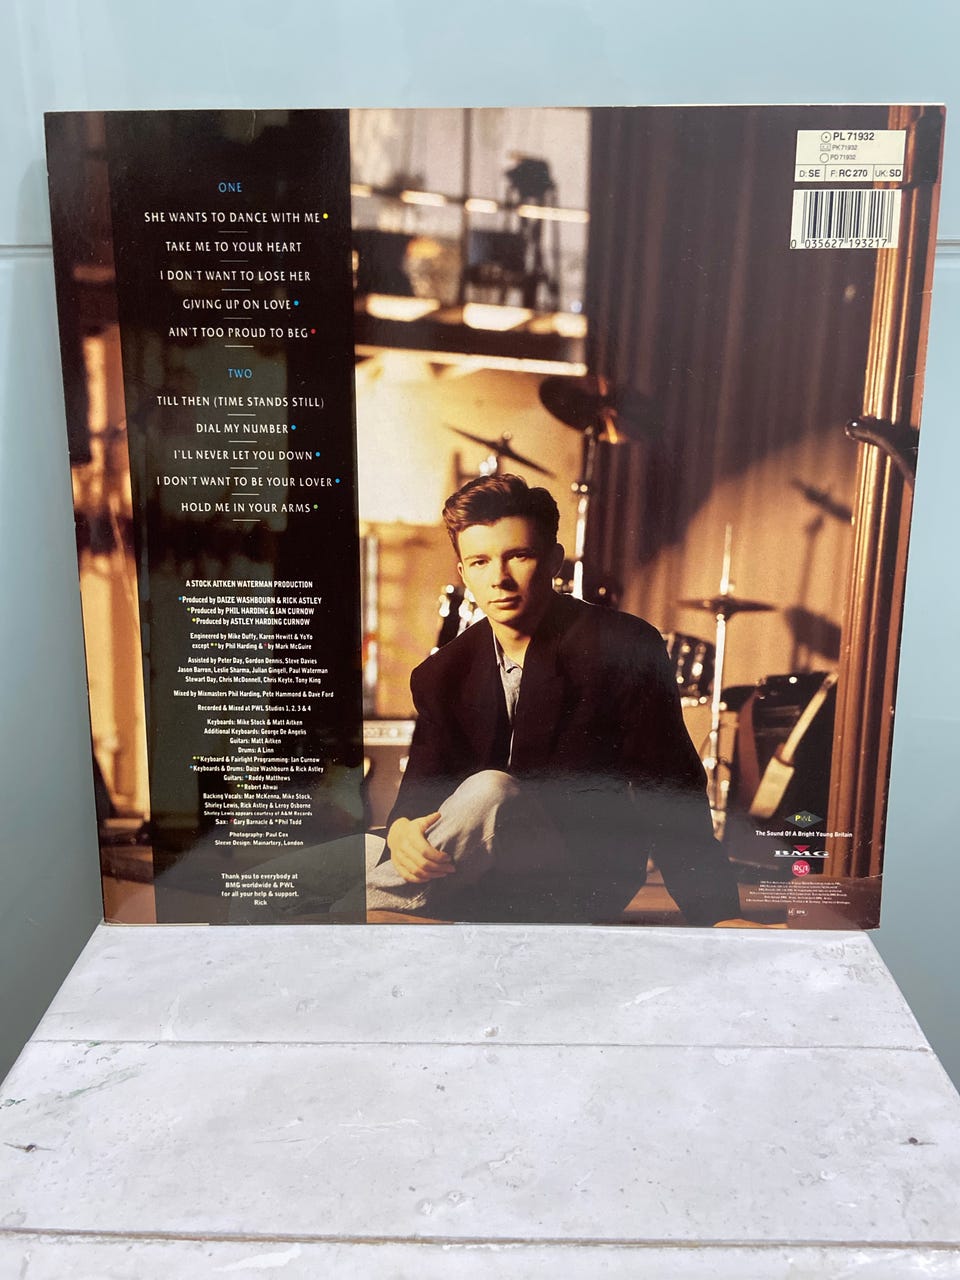 ONE
SHE WANTS TO DANCE WITH ME
TAKE ME TO YOUR HEART
I DON'T WANT TO LOSE HER
GIVING UP ON LOVE
AIN'T TOO PROUD TO BEG
TWO
TILL THEN (TIME STANDS STILL)
DIAL MY NUMBER
I'LL NEVER LET YOU DOWN
I DON'T WANT TO BE YOUR LOVER
HOLD ME IN YOUR ARMS
A STOCK AITKEN WATERMAN PRODUCTION
*Produced by DAIZE WASHBOURN & RICK ASTLEY
*Produced by PHIL HARDING & IAN CURNOW
*Produced by ASTLEY HARDING CURNOW
Engineered by Mike Duffy, Karen Hewitt & YoYo
except ** by Phil Harding & * by Mark McGuire
Assisted by Peter Day, Gordon Dennis, Steve Davies
Jason Barron, Leslie Sharma, Julian Gingell, Paul Waterman
Stewart Day, Chris McDonnell, Chris Keyte, Tony King
Mixed by Mixmasters Phil Harding, Pete Hammond & Dave Ford
Recorded & Mixed at PWL Studios 1, 2, 3 & 4
Keyboards: Mike Stock & Matt Aitken
Additional Keyboards: George De Angelis
Guitars: Matt Aitken
Drums: A Linn
**Keyboard & Fairlight Programming: Ian Curnow
*Keyboards & Drums: Daize Washbourn & Rick Astley
Guitars: *Roddy Matthews
**Robert Ahwai
Backing Vocals: Mae McKenna, Mike Stock,
Shirley Lewis, Rick Astley & Leroy Osborne
Shirley Lewis appears courtesy of A&M Records
Sax: *Gary Barnacle & *Phil Todd
Photography: Paul Cox
Sleeve Design: Mainartery, London
Thank you to everybody at
BMG worldwide & PWL
for all your help & support.
Rick
PL 71932
PK 71932
PD 71932
D: SE F: RC 270 UK: SD
0 035627 193217
PWL
The Sound Of A Bright Young Britain
BMG
RCA